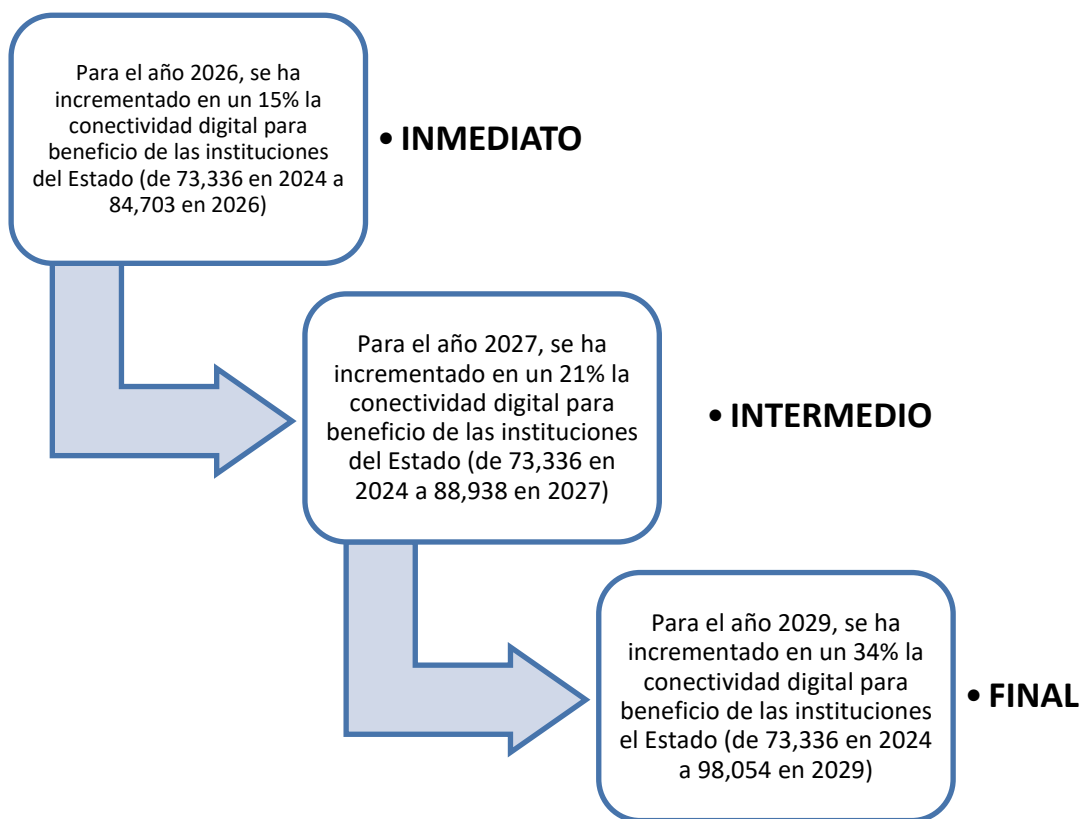 Para el año 2026, se ha
incrementado en un 15% la
conectividad digital para
beneficio de las instituciones
del Estado (de 73,336 en 2024 a
84,703 en 2026)
• INMEDIATO
Para el año 2027, se ha
incrementado en un 21% la
conectividad digital para
beneficio de las instituciones
del Estado (de 73,336 en
2024 a 88,938 en 2027)
• INTERMEDIO
Para el año 2029, se ha
incrementado en un 34% la
conectividad digital para
beneficio de las instituciones
el Estado (de 73,336 en 2024
a 98,054 en 2029)
• FINAL